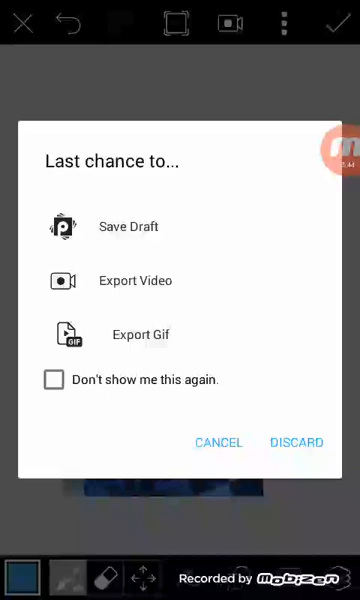 Last chance to...
Save Draft
Export Video
GIF
Export Gif
Don't show me this again.
CANCEL
DISCARD
Recorded by Mobizen